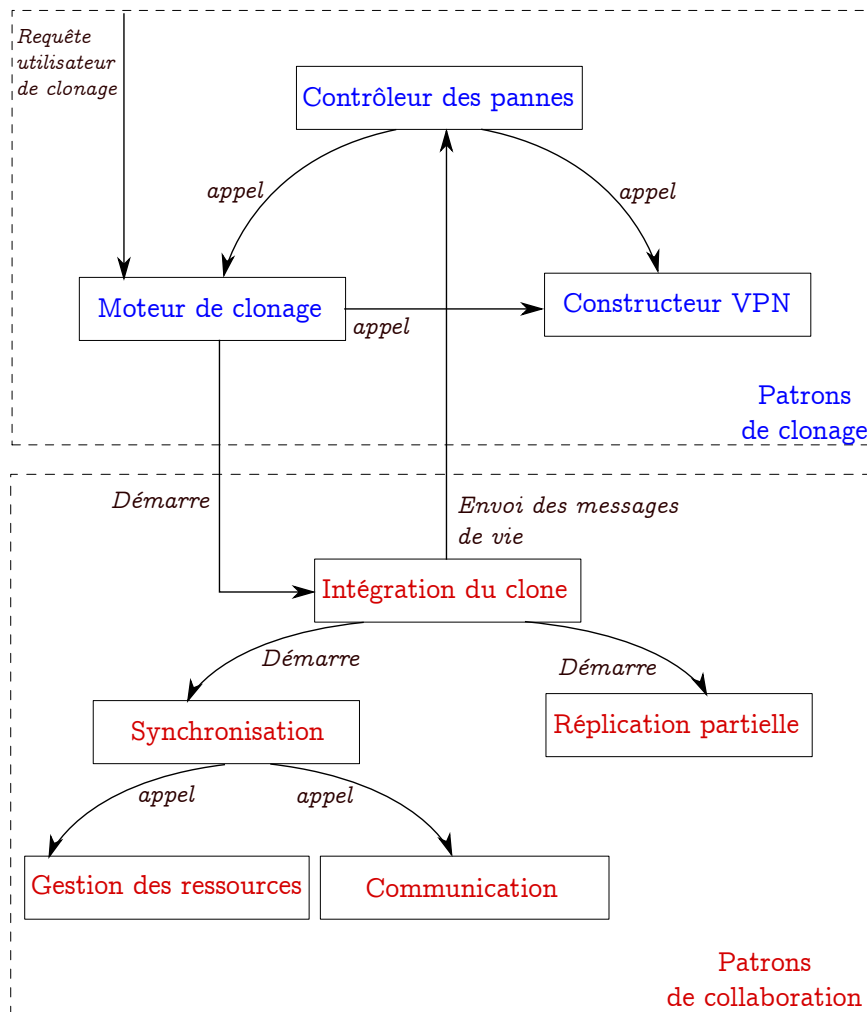 Requête
utilisateur
de clonage
Contrôleur des pannes
appel
appel
Moteur de clonage
appel
Constructeur VPN
Patrons
de clonage
Démarre
Envoi des messages
de vie
Intégration du clone
Démarre
Démarre
Synchronisation
Réplication partielle
appel
appel
Gestion des ressources
Communication
Patrons
de collaboration